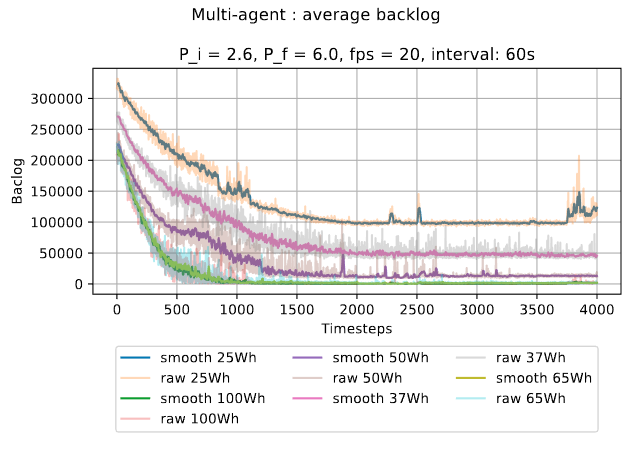 Multi-agent : average backlog
P_i = 2.6, P_f = 6.0, fps = 20, interval: 60s
300000
250000
200000
150000
100000
50000
0
Baclog
0 500 1000 1500 2000 2500 3000 3500 4000
Timesteps
smooth 25Wh smooth 50Wh raw 37Wh
raw 25Wh raw 50Wh smooth 65Wh
smooth 100Wh smooth 37Wh raw 65Wh
raw 100Wh